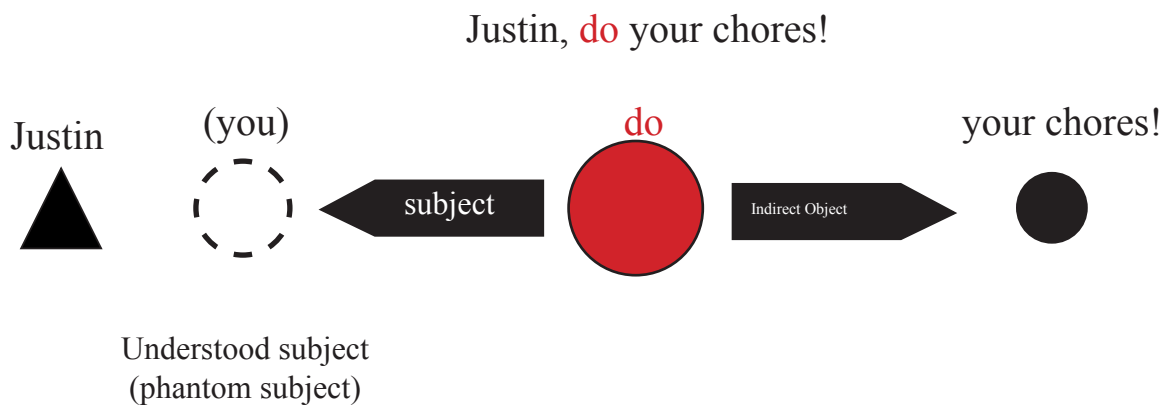 Justin, do your chores!
Justin
(you)
do
your chores!
subject
Indirect Object
Understood subject
(phantom subject)